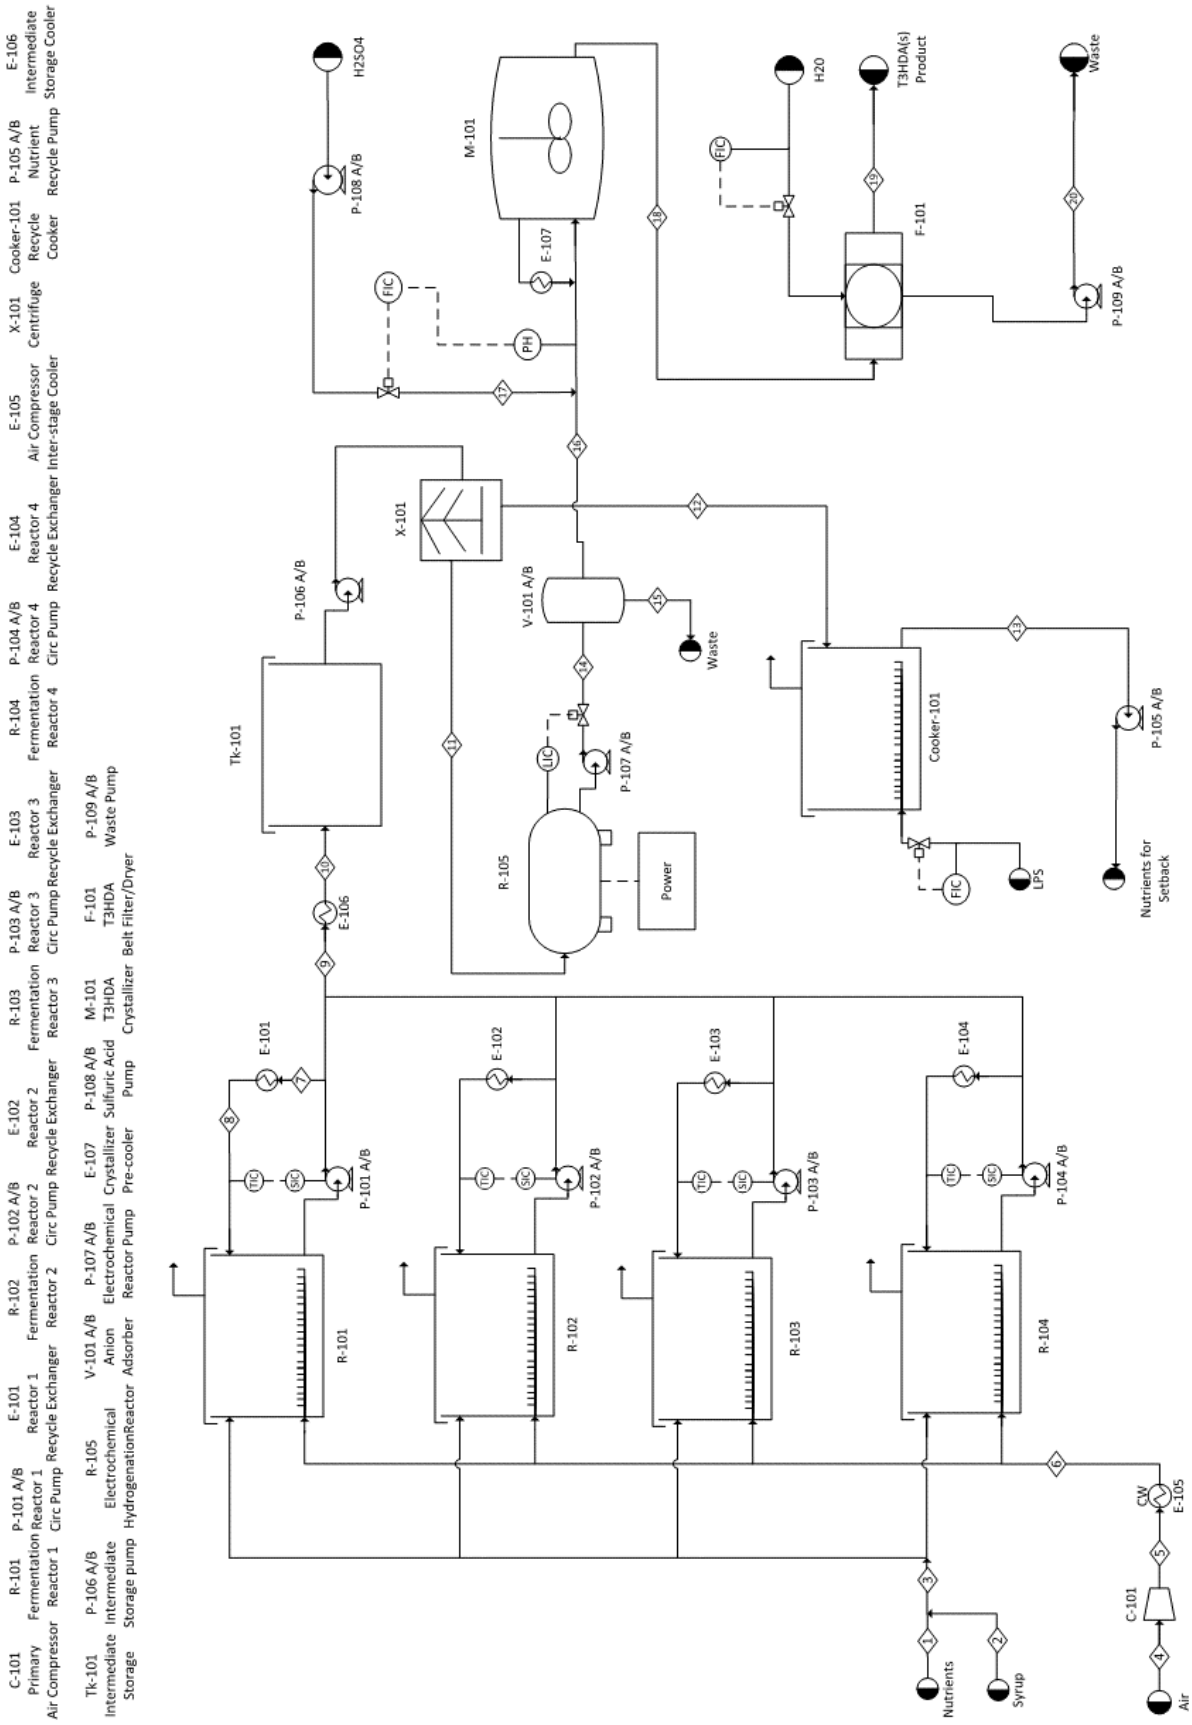 C-101
Primary
Air Compressor
R-101
Fermentation
Reactor 1
P-101 A/B
Reactor 1
Circ Pump
E-101
Reactor 1
Recycle Exchanger
R-102
Fermentation
Reactor 2
P-102 A/B
Reactor 2
Circ Pump
E-102
Reactor 2
Recycle Exchanger
R-103
Fermentation
Reactor 3
P-103 A/B
Reactor 3
Circ Pump
E-103
Reactor 3
Recycle Exchanger
R-104
Fermentation
Reactor 4
P-104 A/B
Reactor 4
Circ Pump
E-104
Reactor 4
Recycle Exchanger
E-105
Air Compressor
Inter-stage Cooler
X-101
Centrifuge
Cooker-101
Recycle
Cooker
P-105 A/B
Nutrient
Recycle Pump
E-106
Intermediate
Storage Cooler
Tk-101
Intermediate
Storage
P-106 A/B
Intermediate
Storage pump
R-105
Electrochemical
HydrogenationReactor
V-101 A/B
Anion
Adsorber
P-107 A/B
Electrochemical
Reactor Pump
E-107
Crystallizer
Pre-cooler
P-108 A/B
Sulfuric Acid
Pump
M-101
T3HDA
Crystallizer
F-101
T3HDA
Belt Filter/Dryer
P-109 A/B
Waste Pump
H2SO4
P-108 A/B
FIC
17
PH
M-101
E-107
18
H20
FIC
T3HDA(s)
Product
19
F-101
Waste
20
P-109 A/B
Tk-101
P-106 A/B
X-101
11
12
16
V-101 A/B
15
Waste
14
LIC
P-107 A/B
R-105
Power
Cooker-101
13
P-105 A/B
FIC
LPS
Nutrients for
Setback
10
E-106
9
E-101
7
8
TIC
SIC
P-101 A/B
R-101
E-102
TIC
SIC
P-102 A/B
R-102
E-103
TIC
SIC
P-103 A/B
R-103
E-104
TIC
SIC
P-104 A/B
R-104
6
CW
E-105
5
C-101
4
Air
3
1
Nutrients
2
Syrup